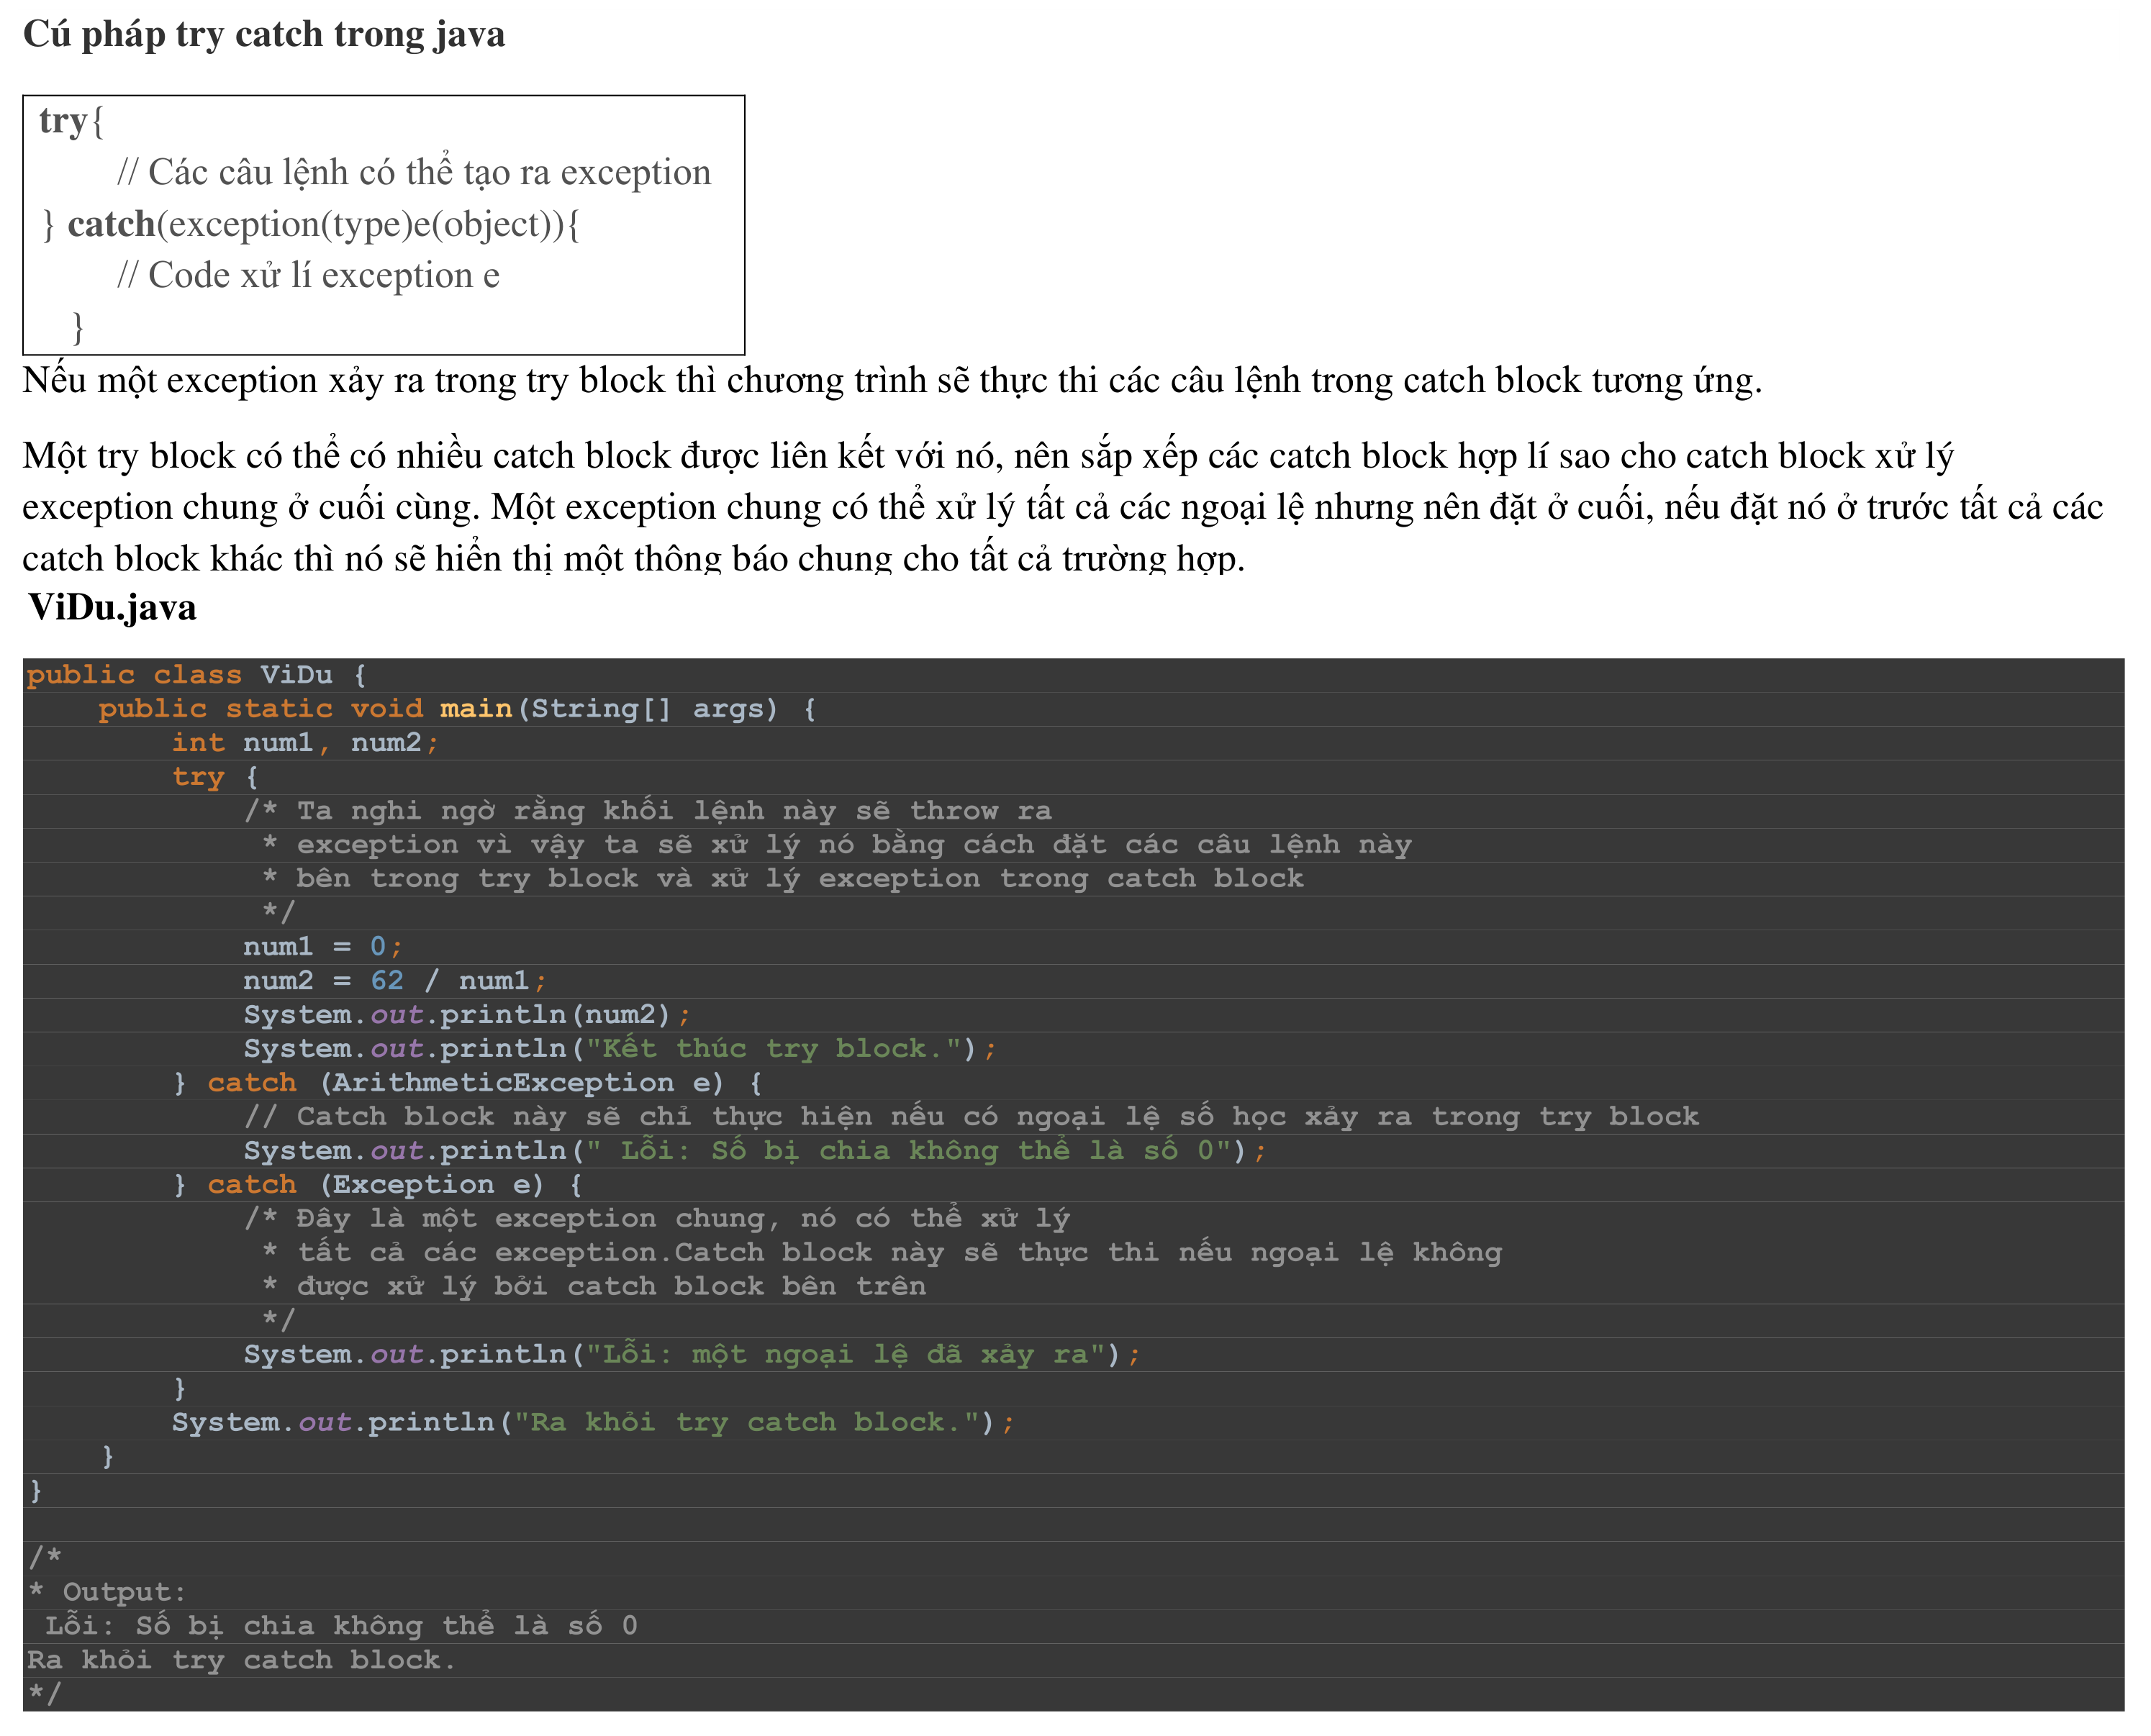 Cú pháp try catch trong java
try{
// Các câu lệnh có thể tạo ra exception
} catch(exception(type)e(object)){
// Code xử lí exception e
}
Nếu một exception xảy ra trong try block thì chương trình sẽ thực thi các câu lệnh trong catch block tương ứng.
Một try block có thể có nhiều catch block được liên kết với nó, nên sắp xếp các catch block hợp lí sao cho catch block xử lý
exception chung ở cuối cùng. Một exception chung có thể xử lý tất cả các ngoại lệ nhưng nên đặt ở cuối, nếu đặt nó ở trước tất cả các
catch block khác thì nó sẽ hiển thị một thông báo chung cho tất cả trường hợp.
ViDu.java
public class ViDu {
    public static void main(String[] args) {
        int num1, num2;
        try {
            /* Ta nghi ngờ rằng khối lệnh này sẽ throw ra
             * exception vì vậy ta sẽ xử lý nó bằng cách đặt các câu lệnh này
             * bên trong try block và xử lý exception trong catch block
             */
            num1 = 0;
            num2 = 62 / num1;
            System.out.println(num2);
            System.out.println("Kết thúc try block.");
        } catch (ArithmeticException e) {
            // Catch block này sẽ chỉ thực hiện nếu có ngoại lệ số học xảy ra trong try block
            System.out.println(" Lỗi: Số bị chia không thể là số 0");
        } catch (Exception e) {
            /* Đây là một exception chung, nó có thể xử lý
             * tất cả các exception.Catch block này sẽ thực thi nếu ngoại lệ không
             * được xử lý bởi catch block bên trên
             */
            System.out.println("Lỗi: một ngoại lệ đã xảy ra");
        }
        System.out.println("Ra khỏi try catch block.");
    }
}
/*
* Output:
 Lỗi: Số bị chia không thể là số 0
Ra khỏi try catch block.
*/